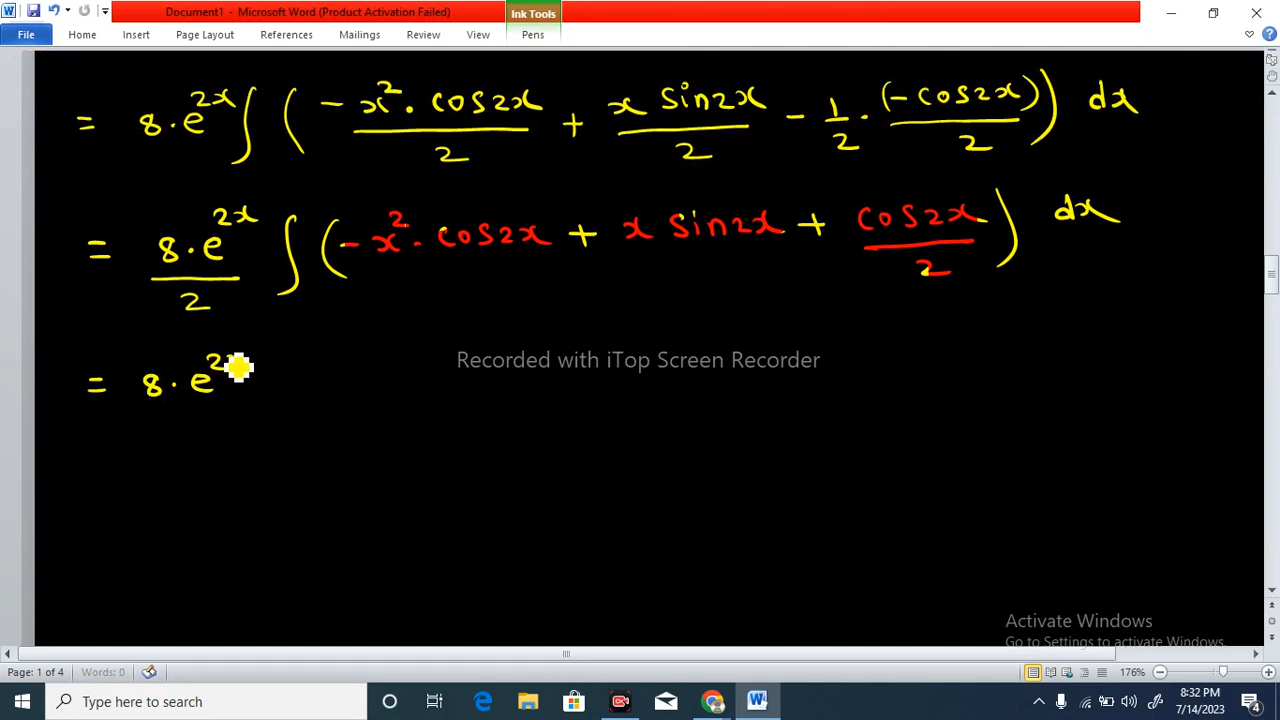 Document1 - Microsoft Word (Product Activation Failed)
Ink Tools
File Home Insert Page Layout References Mailings Review View Pens
= 8·e^2x ∫ ( -x²·cos2x/2 + x sin2x/2 - 1/2·(-cos2x)/2 ) dx
= 8·e^2x/2 ∫ ( -x²·cos2x + x sin2x + cos2x/2 ) dx
Recorded with iTop Screen Recorder
= 8·e^2x
Activate Windows
Go to Settings to activate Windows.
Page: 1 of 4 Words: 0 176%
Type here to search
8:32 PM
7/14/2023
4